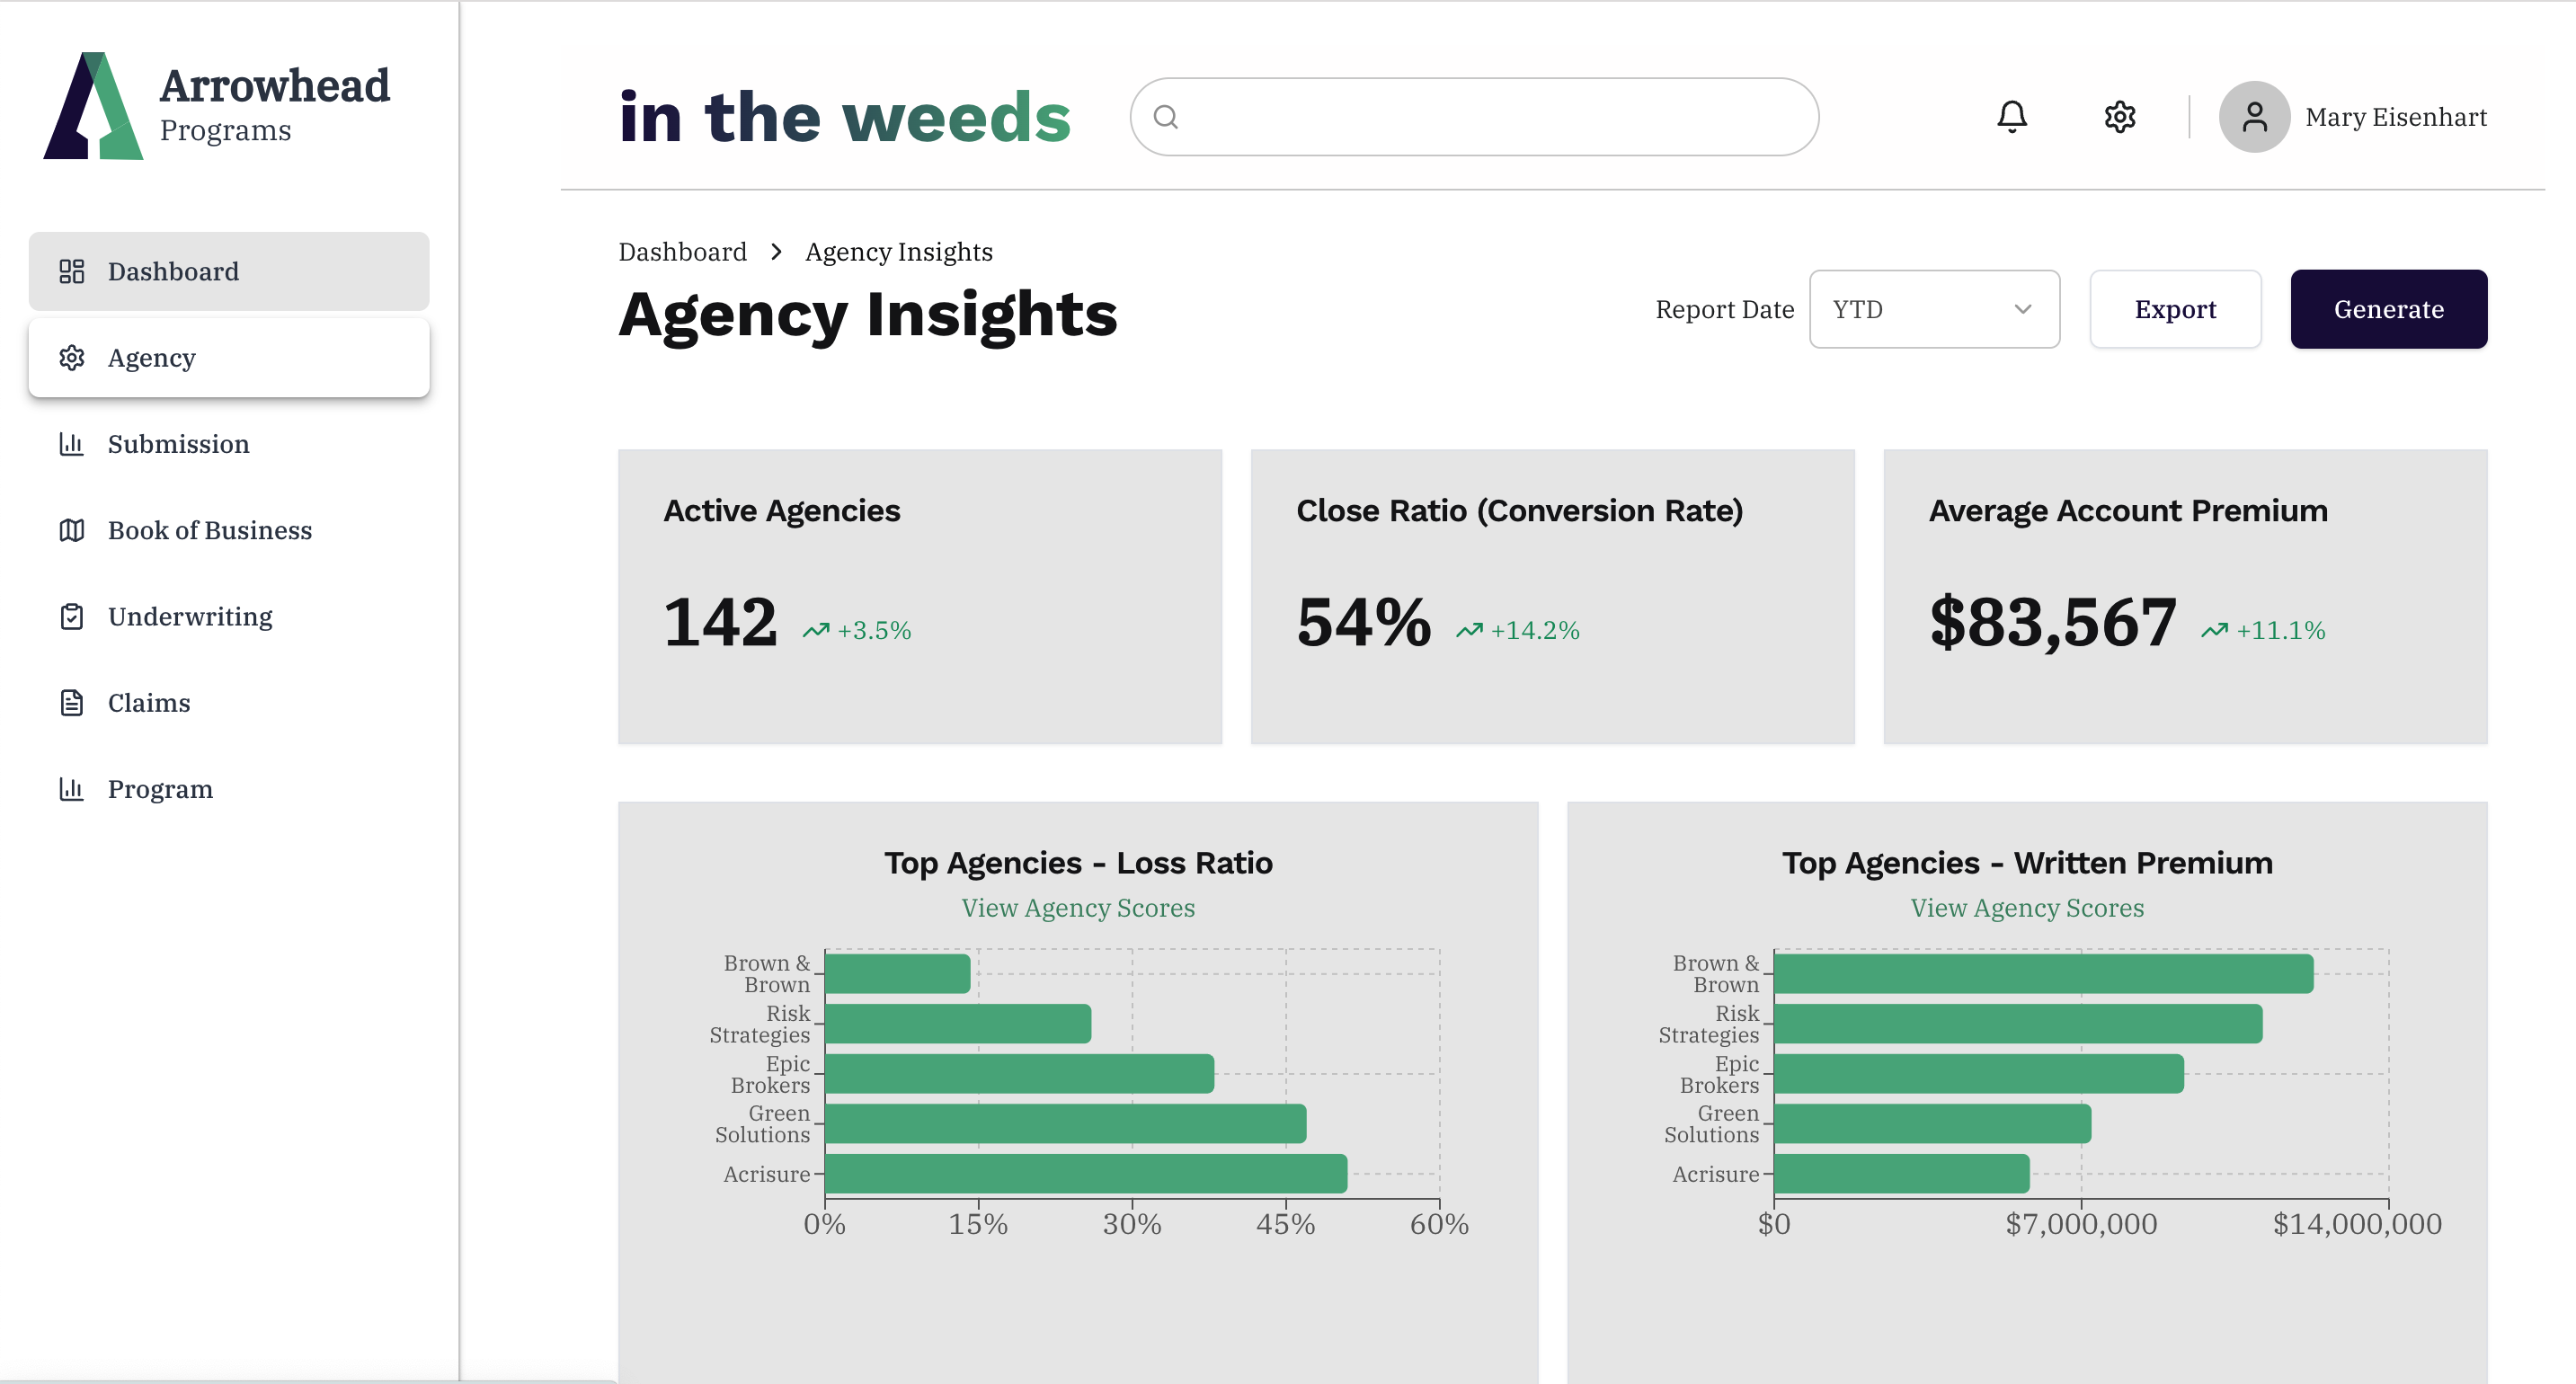 Arrowhead
Programs
Dashboard
Agency
Submission
Book of Business
Underwriting
Claims
Program
in the weeds
Mary Eisenhart
Dashboard > Agency Insights
Agency Insights
Report Date YTD Export Generate
Active Agencies
142 +3.5%
Close Ratio (Conversion Rate)
54% +14.2%
Average Account Premium
$83,567 +11.1%
Top Agencies - Loss Ratio
View Agency Scores
Brown &
Brown
Risk
Strategies
Epic
Brokers
Green
Solutions
Acrisure
0% 15% 30% 45% 60%
Top Agencies - Written Premium
View Agency Scores
Brown &
Brown
Risk
Strategies
Epic
Brokers
Green
Solutions
Acrisure
$0 $7,000,000 $14,000,000